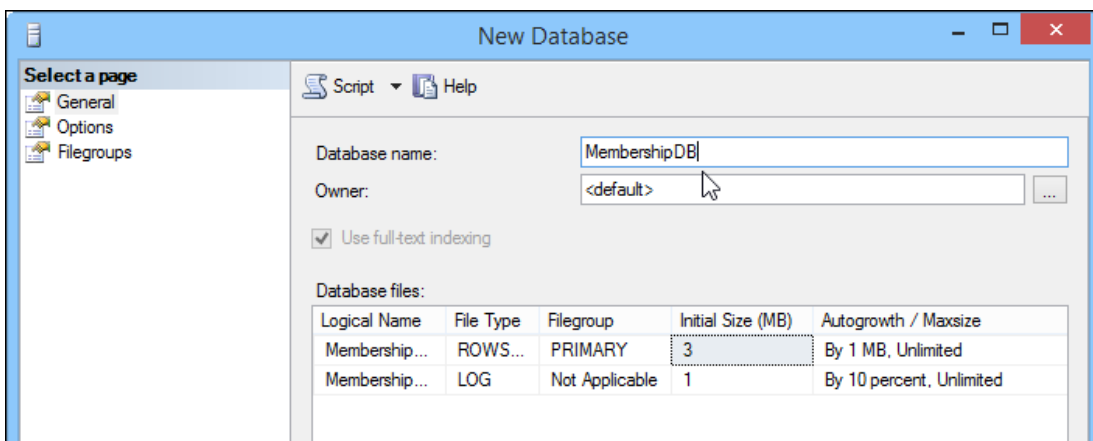 New Database
Select a page
General
Options
Filegroups
Script Help
Database name: MembershipDB
Owner: <default> ...
Use full-text indexing
Database files:
Logical Name File Type Filegroup Initial Size (MB) Autogrowth / Maxsize
Membership... ROWS... PRIMARY 3 By 1 MB, Unlimited
Membership... LOG Not Applicable 1 By 10 percent, Unlimited